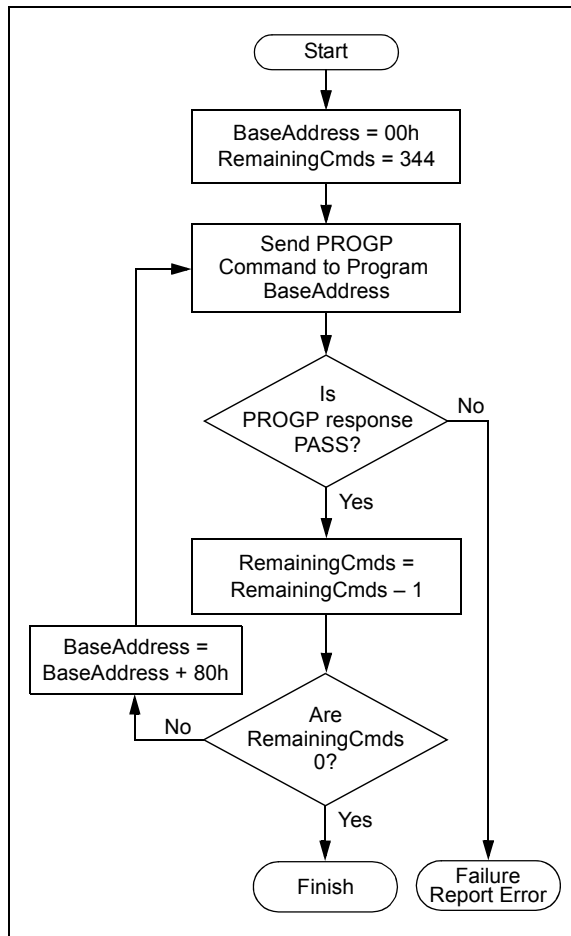 Start
BaseAddress = 00h
RemainingCmds = 344
Send PROGP
Command to Program
BaseAddress
Is
PROGP response
PASS?
No
Yes
RemainingCmds =
RemainingCmds – 1
BaseAddress =
BaseAddress + 80h
No
Are
RemainingCmds
0?
Yes
Finish
Failure
Report Error